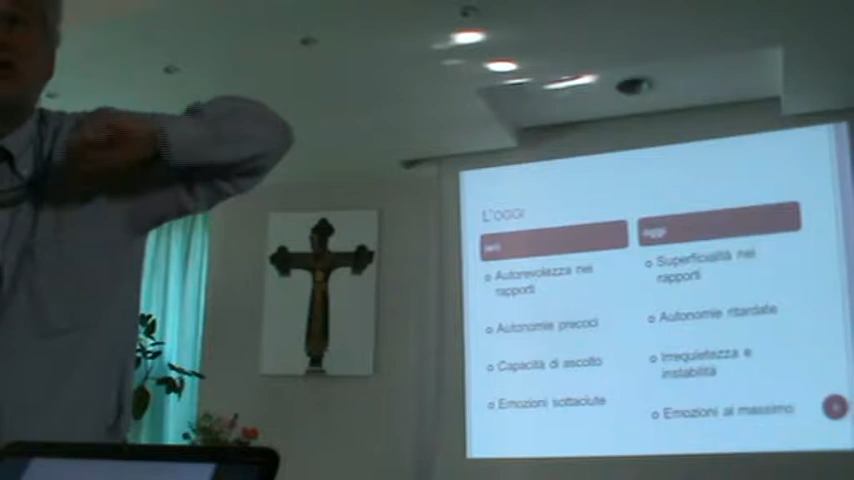 L'OGGI
ieri
oggi
Autorevolezza nei
rapporti
Autonomie precoci
Capacità di ascolto
Emozioni sottaciute
Superficialità nei
rapporti
Autonomie ritardate
Irrequietezza e
instabilità
Emozioni al massimo